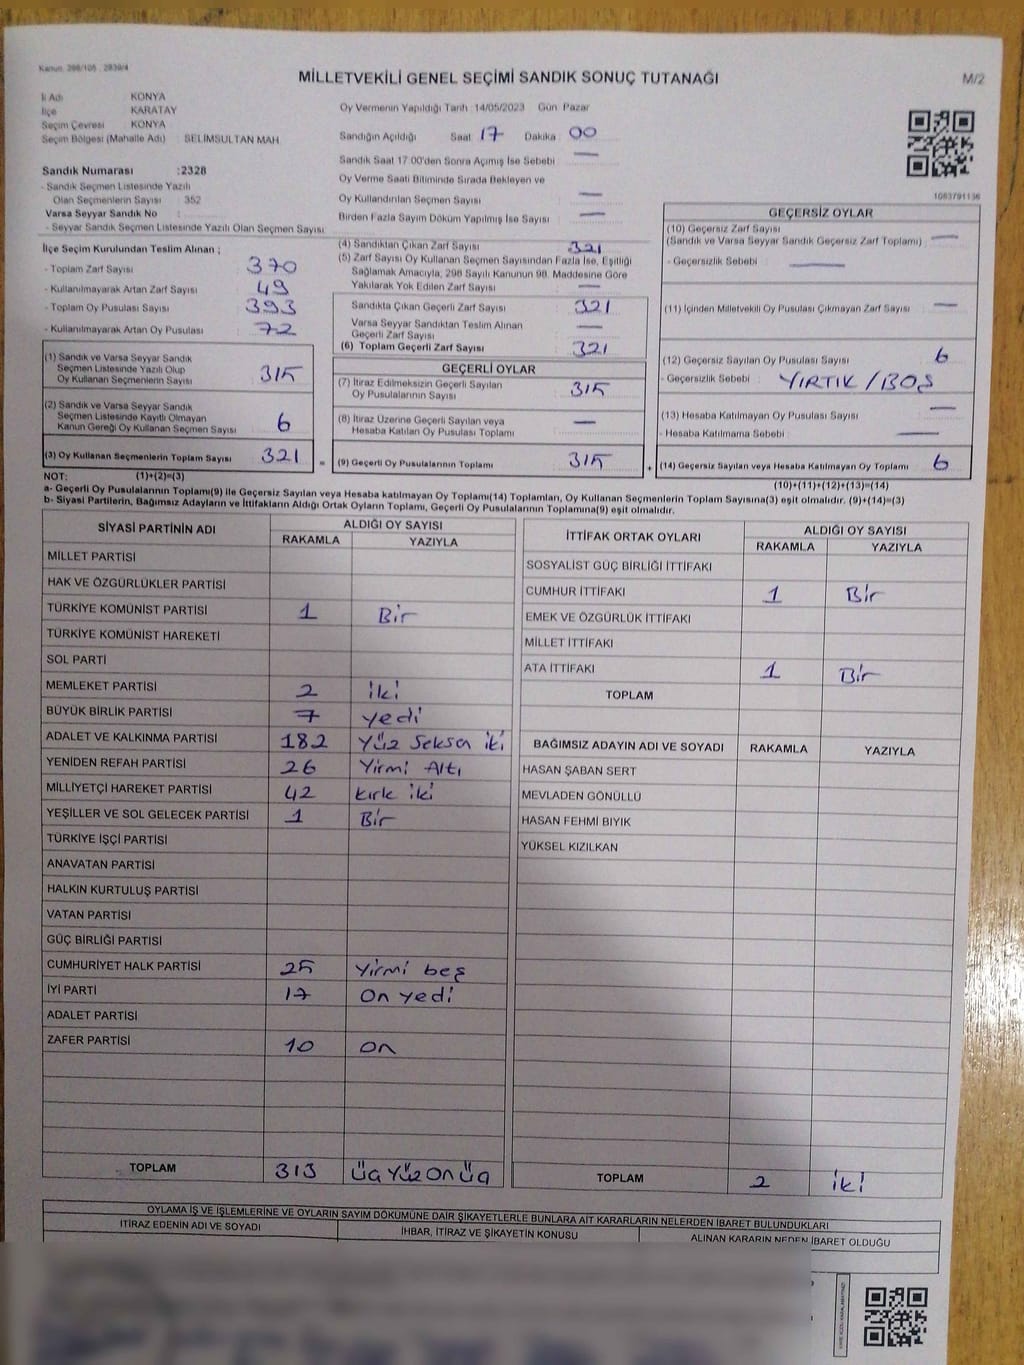 Kanun 298/105, 2839/4
MİLLETVEKİLİ GENEL SEÇİMİ SANDIK SONUÇ TUTANAĞI
M/2
İl Adı KONYA
İlçe KARATAY
Seçim Çevresi KONYA
Seçim Bölgesi (Mahalle Adı) SELİMSULTAN MAH
Sandık Numarası :2328
- Sandık Seçmen Listesinde Yazılı
Olan Seçmenlerin Sayısı 352
Varsa Seyyar Sandık No :
- Seyyar Sandık Seçmen Listesinde Yazılı Olan Seçmen Sayısı
Oy Vermenin Yapıldığı Tarih :14/05/2023 Gün Pazar
Sandığın Açıldığı Saat 17 Dakika 00
Sandık Saat 17:00'den Sonra Açılmış İse Sebebi —
Oy Verme Saati Bitiminde Sırada Bekleyen ve
Oy Kullandırılan Seçmen Sayısı —
Birden Fazla Sayım Döküm Yapılmış İse Sayısı —
1083791136
İlçe Seçim Kurulundan Teslim Alınan ;
- Toplam Zarf Sayısı 370
- Kullanılmayarak Artan Zarf Sayısı 49
- Toplam Oy Pusulası Sayısı 393
- Kullanılmayarak Artan Oy Pusulası 72
(1) Sandık ve Varsa Seyyar Sandık
Seçmen Listesinde Yazılı Olup
Oy Kullanan Seçmenlerin Sayısı 315
(2) Sandık ve Varsa Seyyar Sandık
Seçmen Listesinde Kayıtlı Olmayan
Kanun Gereği Oy Kullanan Seçmen Sayısı 6
(3) Oy Kullanan Seçmenlerin Toplam Sayısı 321 =
(4) Sandıktan Çıkan Zarf Sayısı 321
(5) Zarf Sayısı Oy Kullanan Seçmen Sayısından Fazla İse, Eşitliği
Sağlamak Amacıyla, 298 Sayılı Kanunun 98. Maddesine Göre
Yakılarak Yok Edilen Zarf Sayısı —
Sandıkta Çıkan Geçerli Zarf Sayısı 321
Varsa Seyyar Sandıktan Teslim Alınan
Geçerli Zarf Sayısı —
(6) Toplam Geçerli Zarf Sayısı 321
GEÇERLİ OYLAR
(7) İtiraz Edilmeksizin Geçerli Sayılan
Oy Pusulalarının Sayısı 315
(8) İtiraz Üzerine Geçerli Sayılan veya
Hesaba Katılan Oy Pusulası Toplamı —
(9) Geçerli Oy Pusulalarının Toplamı 315 +
GEÇERSİZ OYLAR
(10) Geçersiz Zarf Sayısı
(Sandık ve Varsa Seyyar Sandık Geçersiz Zarf Toplamı) —
- Geçersizlik Sebebi : —
(11) İçinden Milletvekili Oy Pusulası Çıkmayan Zarf Sayısı —
(12) Geçersiz Sayılan Oy Pusulası Sayısı 6
- Geçersizlik Sebebi : YIRTIK / BOŞ
(13) Hesaba Katılmayan Oy Pusulası Sayısı —
- Hesaba Katılmama Sebebi : —
(14) Geçersiz Sayılan veya Hesaba Katılmayan Oy Toplamı 6
NOT: (1)+(2)=(3) (10)+(11)+(12)+(13)=(14)
a- Geçerli Oy Pusulalarının Toplamı(9) ile Geçersiz Sayılan veya Hesaba katılmayan Oy Toplamı(14) Toplamları, Oy Kullanan Seçmenlerin Toplam Sayısına(3) eşit olmalıdır. (9)+(14)=(3)
b- Siyasi Partilerin, Bağımsız Adayların ve İttifakların Aldığı Ortak Oyların Toplamı, Geçerli Oy Pusulalarının Toplamına(9) eşit olmalıdır.
SİYASİ PARTİNİN ADI ALDIĞI OY SAYISI
RAKAMLA YAZIYLA
MİLLET PARTİSİ
HAK VE ÖZGÜRLÜKLER PARTİSİ
TÜRKİYE KOMÜNİST PARTİSİ 1 Bir
TÜRKİYE KOMÜNİST HAREKETİ
SOL PARTİ
MEMLEKET PARTİSİ 2 iki
BÜYÜK BİRLİK PARTİSİ 7 yedi
ADALET VE KALKINMA PARTİSİ 182 Yüz Seksen iki
YENİDEN REFAH PARTİSİ 26 Yirmi Altı
MİLLİYETÇİ HAREKET PARTİSİ 42 kırk iki
YEŞİLLER VE SOL GELECEK PARTİSİ 1 Bir
TÜRKİYE İŞÇİ PARTİSİ
ANAVATAN PARTİSİ
HALKIN KURTULUŞ PARTİSİ
VATAN PARTİSİ
GÜÇ BİRLİĞİ PARTİSİ
CUMHURİYET HALK PARTİSİ 25 Yirmi beş
İYİ PARTİ 17 On yedi
ADALET PARTİSİ
ZAFER PARTİSİ 10 on
TOPLAM 313 üç Yüz On üç
İTTİFAK ORTAK OYLARI ALDIĞI OY SAYISI
RAKAMLA YAZIYLA
SOSYALİST GÜÇ BİRLİĞİ İTTİFAKI
CUMHUR İTTİFAKI 1 Bir
EMEK VE ÖZGÜRLÜK İTTİFAKI
MİLLET İTTİFAKI
ATA İTTİFAKI 1 Bir
TOPLAM
BAĞIMSIZ ADAYIN ADI VE SOYADI RAKAMLA YAZIYLA
HASAN ŞABAN SERT
MEVLADEN GÖNÜLLÜ
HASAN FEHMİ BIYIK
YÜKSEL KIZILKAN
TOPLAM 2 iki
OYLAMA İŞ VE İŞLEMLERİNE VE OYLARIN SAYIM DÖKÜMÜNE DAİR ŞİKAYETLERLE BUNLARA AİT KARARLARIN NELERDEN İBARET BULUNDUKLARI
İTİRAZ EDENİN ADI VE SOYADI İHBAR, İTİRAZ VE ŞİKAYETİN KONUSU ALINAN KARARIN NEDEN İBARET OLDUĞU